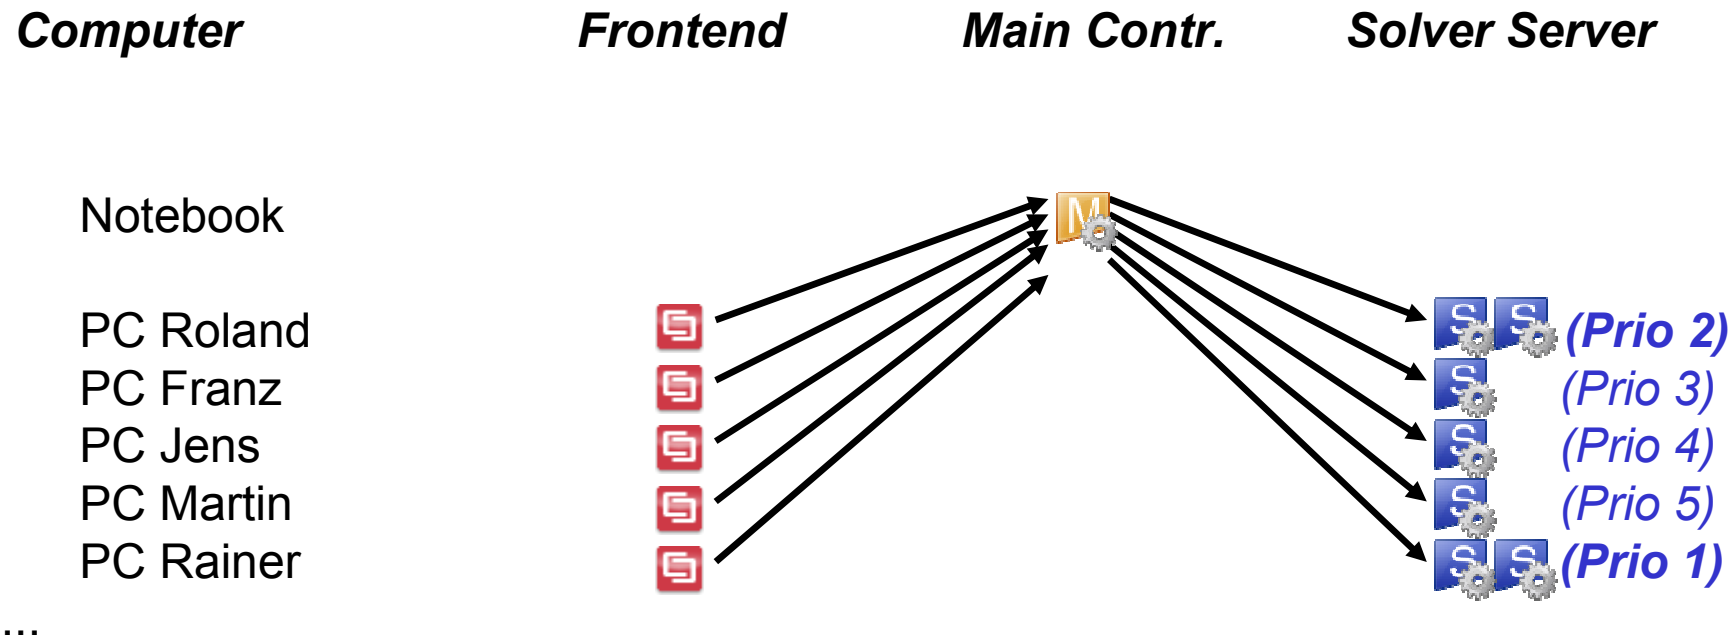 Computer Frontend Main Contr. Solver Server
Notebook M
PC Roland S S (Prio 2)
PC Franz S (Prio 3)
PC Jens S (Prio 4)
PC Martin S (Prio 5)
PC Rainer S S (Prio 1)
...